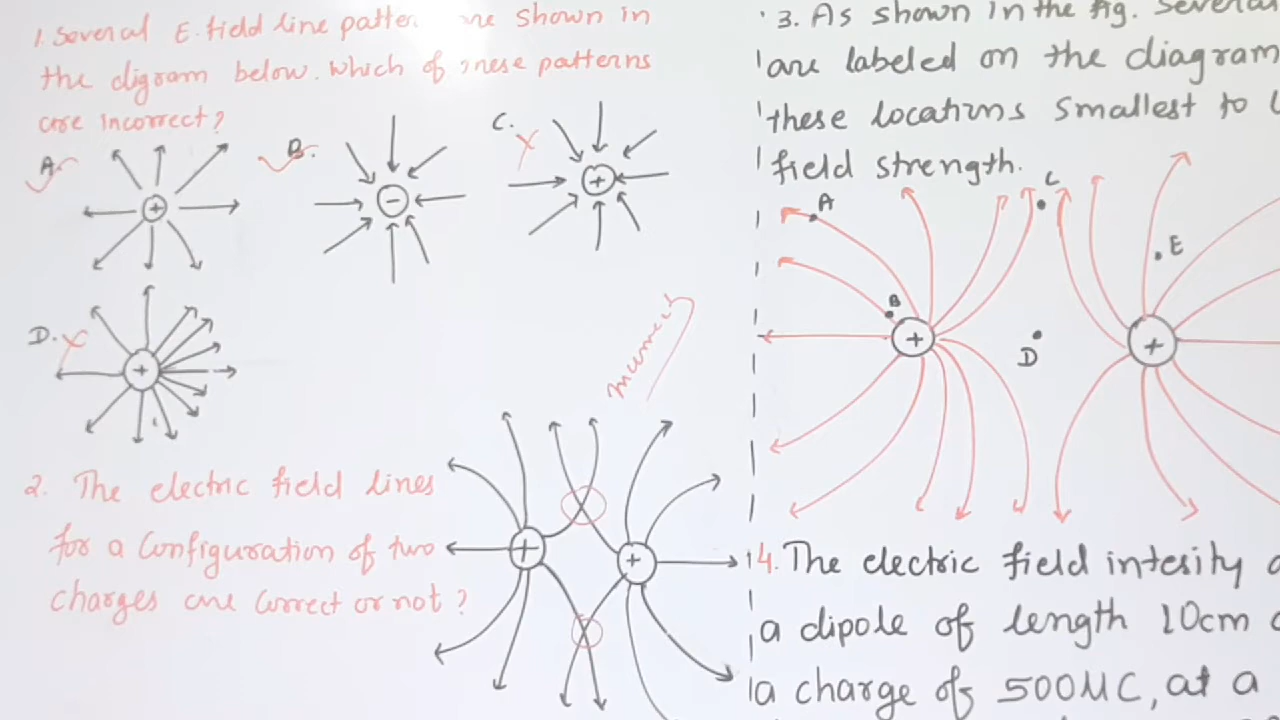 1. Several E. field line are shown in
the digram below. Which of these patterns
are incorrect?
A.
B.
C.
+
-
+
D.
+
incorrect
2. The electric field lines
for a configuration of two
charges are correct or not?
+
+
3. As shown in the fig. Several
are labeled on the diagram
these locations smallest to
field strength.
A
C
E
B
+
D
+
4. The electric field intesity
a dipole of length 10cm
a charge of 500MC, at a